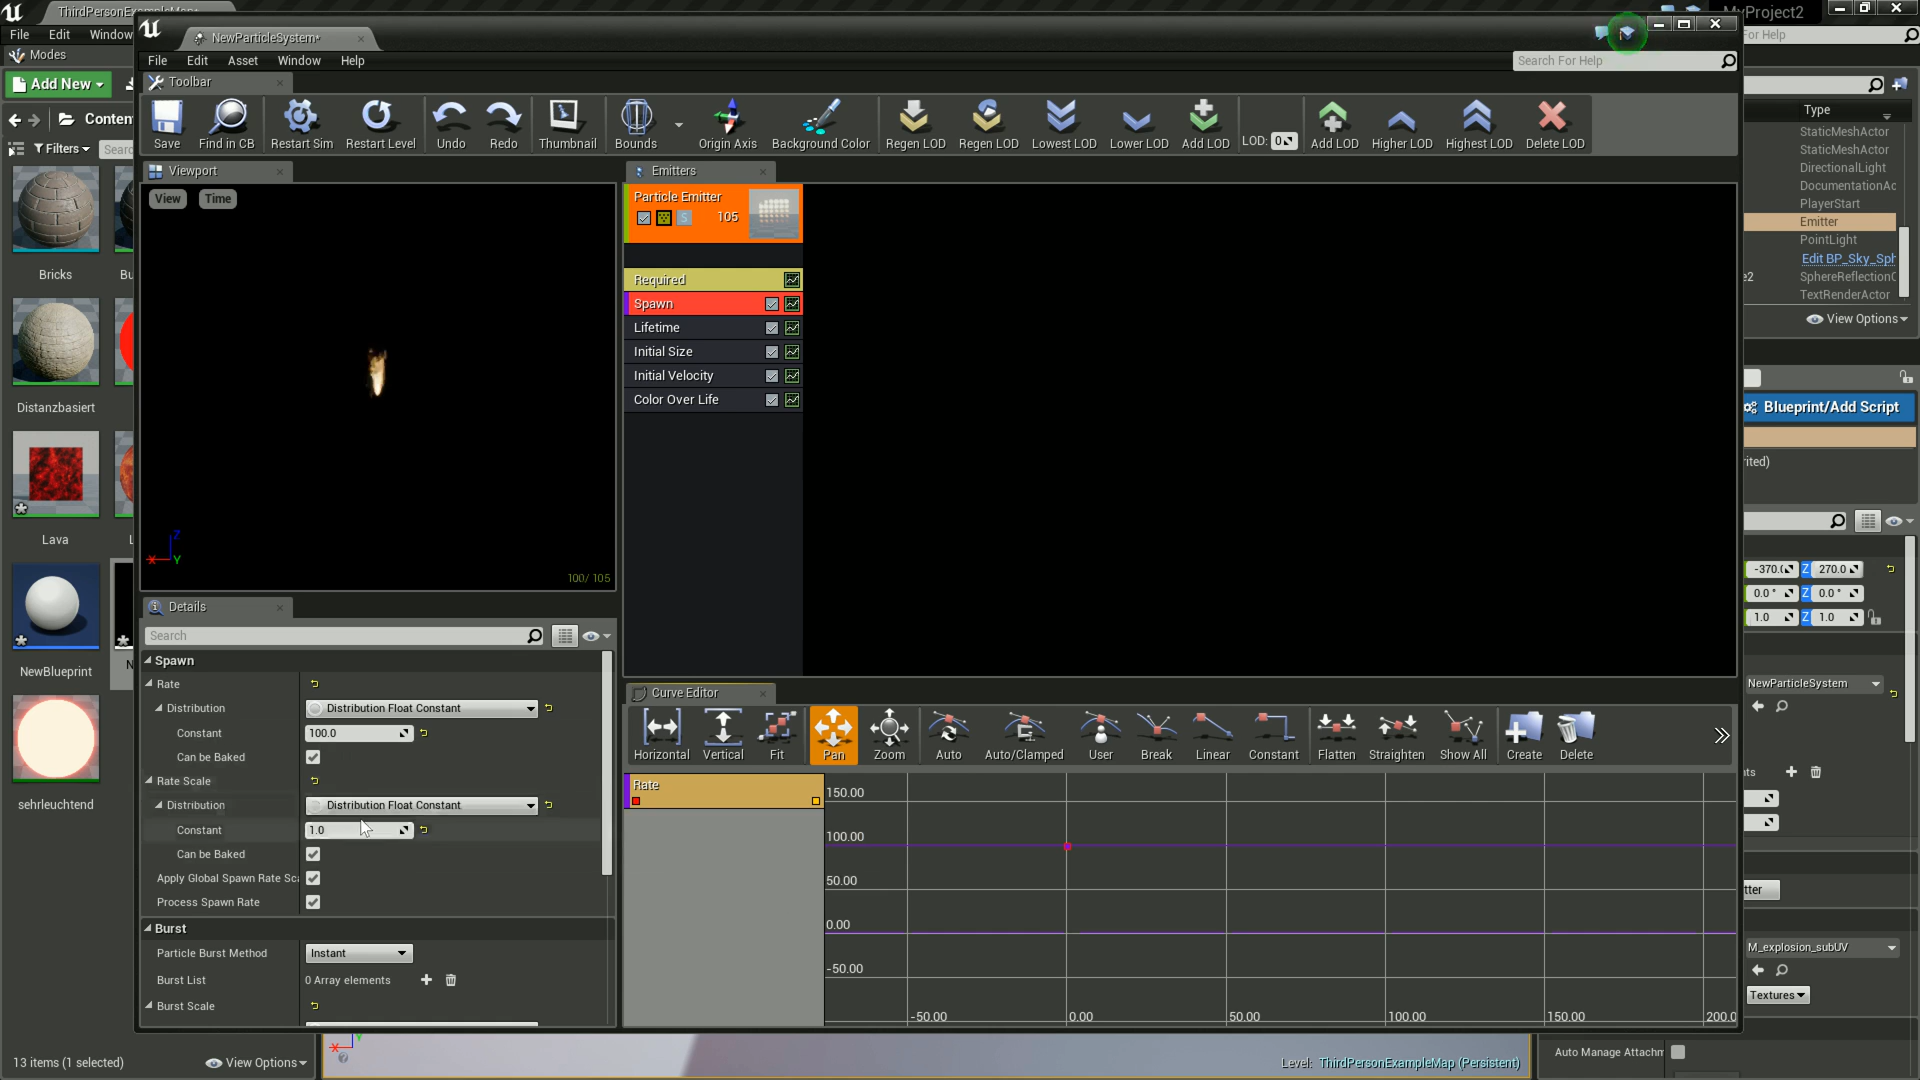 ThirdPersonExampleMap*
MyProject2
File Edit Window
For Help
NewParticleSystem*
File Edit Asset Window Help
Search For Help
Modes
Add New
Content
Filters
Toolbar
Save
Find in CB
Restart Sim
Restart Level
Undo
Redo
Thumbnail
Bounds
Origin Axis
Background Color
Regen LOD
Regen LOD
Lowest LOD
Lower LOD
Add LOD
LOD: 0
Add LOD
Higher LOD
Highest LOD
Delete LOD
Viewport
View
Time
100/ 105
Z
X
Y
Emitters
Particle Emitter
S
105
Required
Spawn
Lifetime
Initial Size
Initial Velocity
Color Over Life
Bricks
Bu
Distanzbasiert
Lava
NewBlueprint
sehrleuchtend
13 items (1 selected)
View Options
Details
Search
Spawn
Rate
Distribution
Distribution Float Constant
Constant
100.0
Can be Baked
Rate Scale
Distribution
Distribution Float Constant
Constant
1.0
Can be Baked
Apply Global Spawn Rate Sca
Process Spawn Rate
Burst
Particle Burst Method
Instant
Burst List
0 Array elements
Burst Scale
Curve Editor
Horizontal
Vertical
Fit
Pan
Zoom
Auto
Auto/Clamped
User
Break
Linear
Constant
Flatten
Straighten
Show All
Create
Delete
Rate
150.00
100.00
50.00
0.00
-50.00
-50.00
0.00
50.00
100.00
150.00
200.0
Type
StaticMeshActor
StaticMeshActor
DirectionalLight
DocumentationAc
PlayerStart
Emitter
PointLight
Edit BP_Sky_Sph
SphereReflectionC
TextRenderActor
View Options
Blueprint/Add Script
rited)
-370.0
Z 270.0
0.0 °
Z 0.0 °
1.0
Z 1.0
NewParticleSystem
nts
tter
M_explosion_subUV
Textures
Auto Manage Attachm
Level: ThirdPersonExampleMap (Persistent)